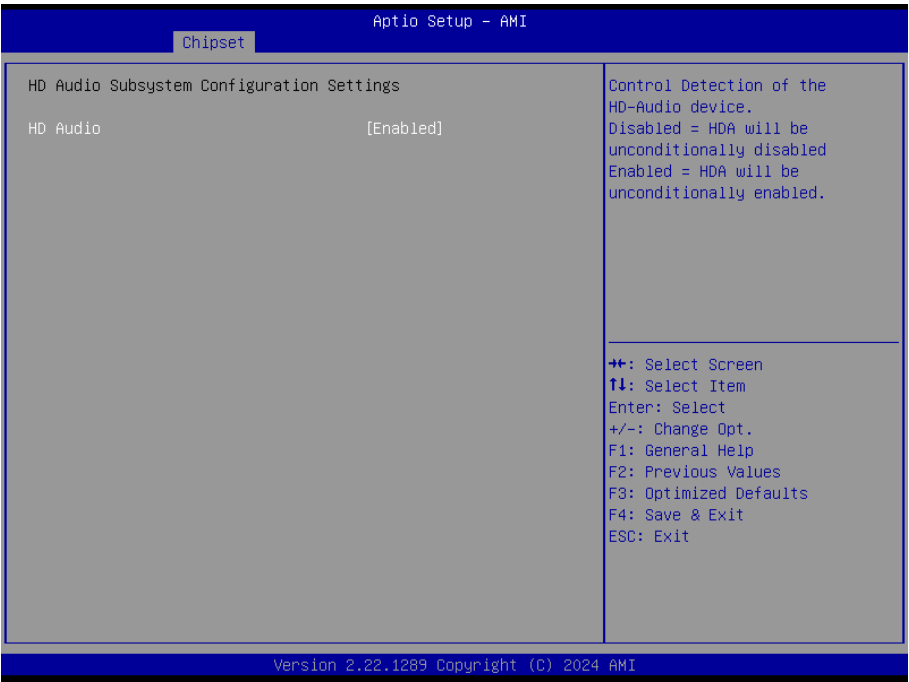 Aptio Setup – AMI
Chipset
HD Audio Subsystem Configuration Settings
HD Audio [Enabled]
Control Detection of the
HD-Audio device.
Disabled = HDA will be
unconditionally disabled
Enabled = HDA will be
unconditionally enabled.
→←: Select Screen
↑↓: Select Item
Enter: Select
+/-: Change Opt.
F1: General Help
F2: Previous Values
F3: Optimized Defaults
F4: Save & Exit
ESC: Exit
Version 2.22.1289 Copyright (C) 2024 AMI